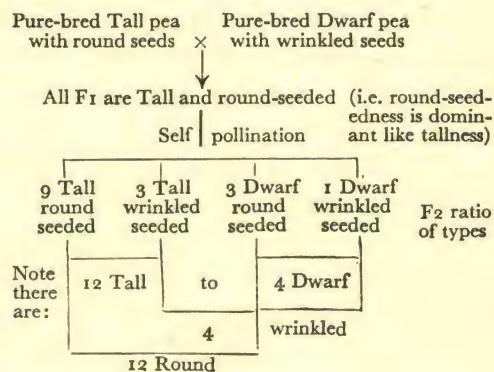 Pure-bred Tall pea Pure-bred Dwarf pea
with round seeds × with wrinkled seeds
All F1 are Tall and round-seeded (i.e. round-seed-
edness is domin-
Self pollination ant like tallness)
9 Tall 3 Tall 3 Dwarf 1 Dwarf
round wrinkled round wrinkled F2 ratio
seeded seeded seeded seeded of types
Note
there 12 Tall to 4 Dwarf
are:
4 wrinkled
12 Round